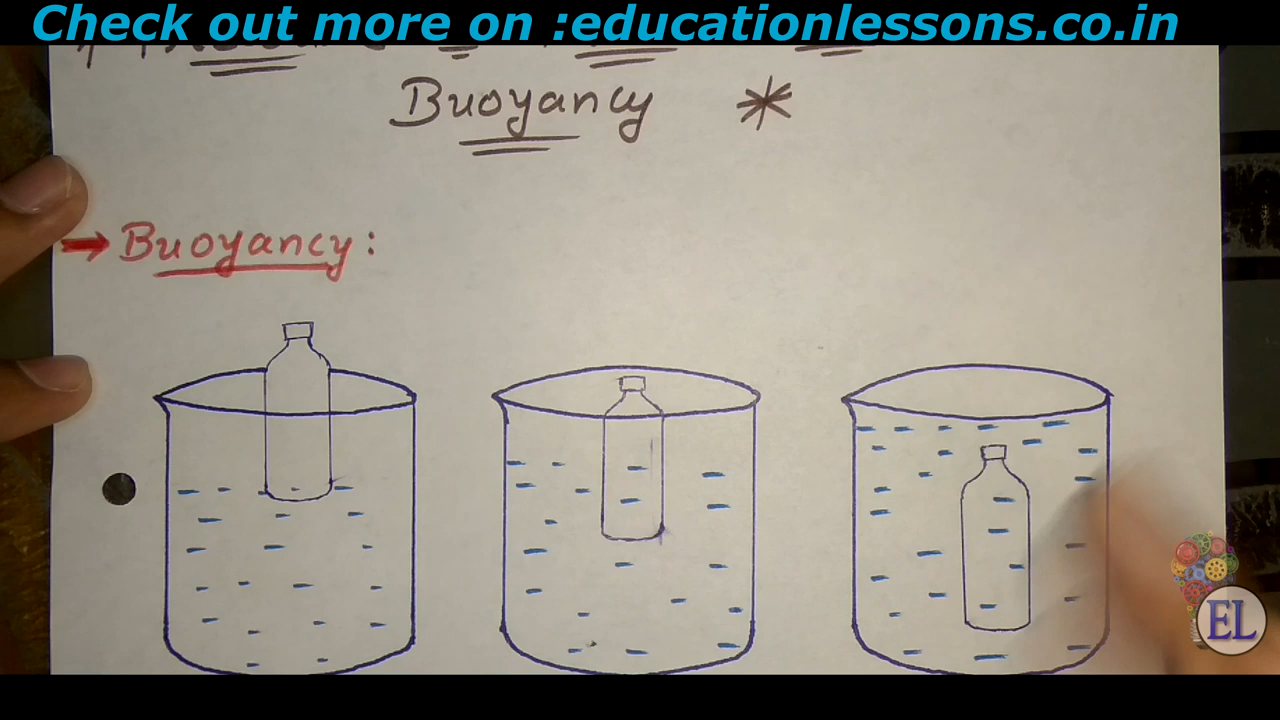 Check out more on :educationlessons.co.in
Buoyancy *
→ Buoyancy:
EL